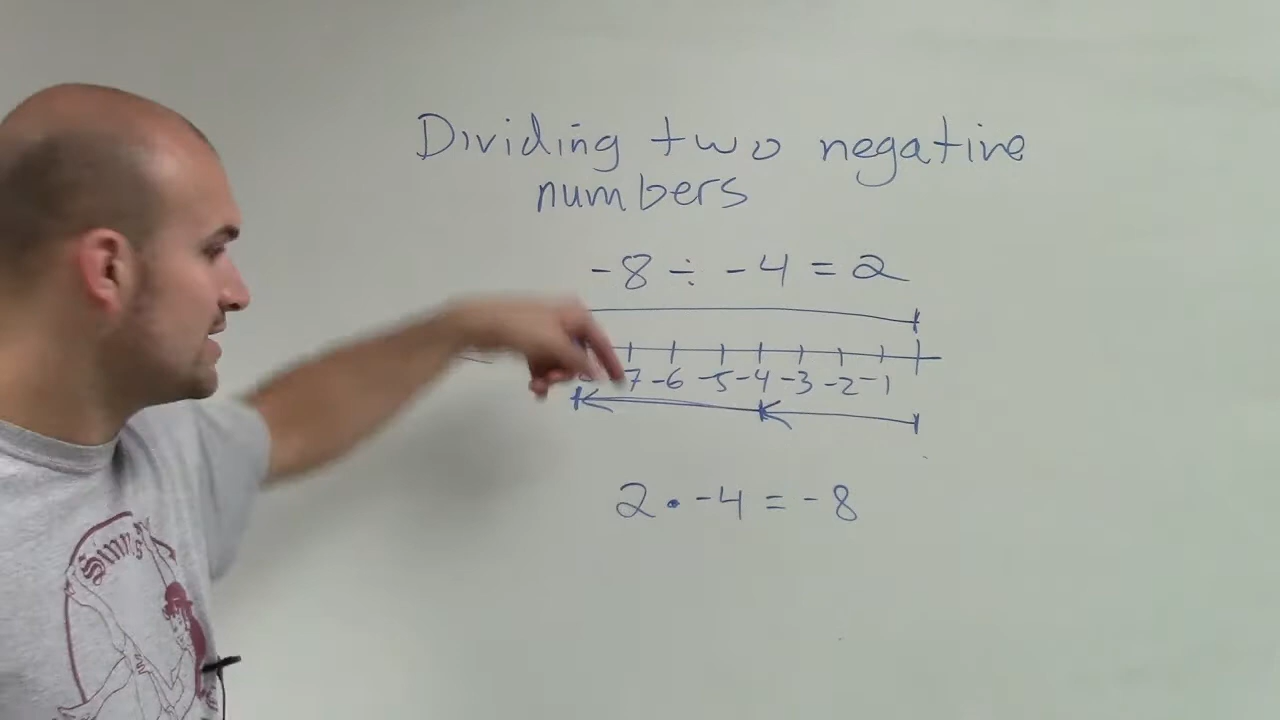 Dividing two negative
numbers
-8 ÷ -4 = 2
7 -6 -5 -4 -3 -2 -1
2 · -4 = -8